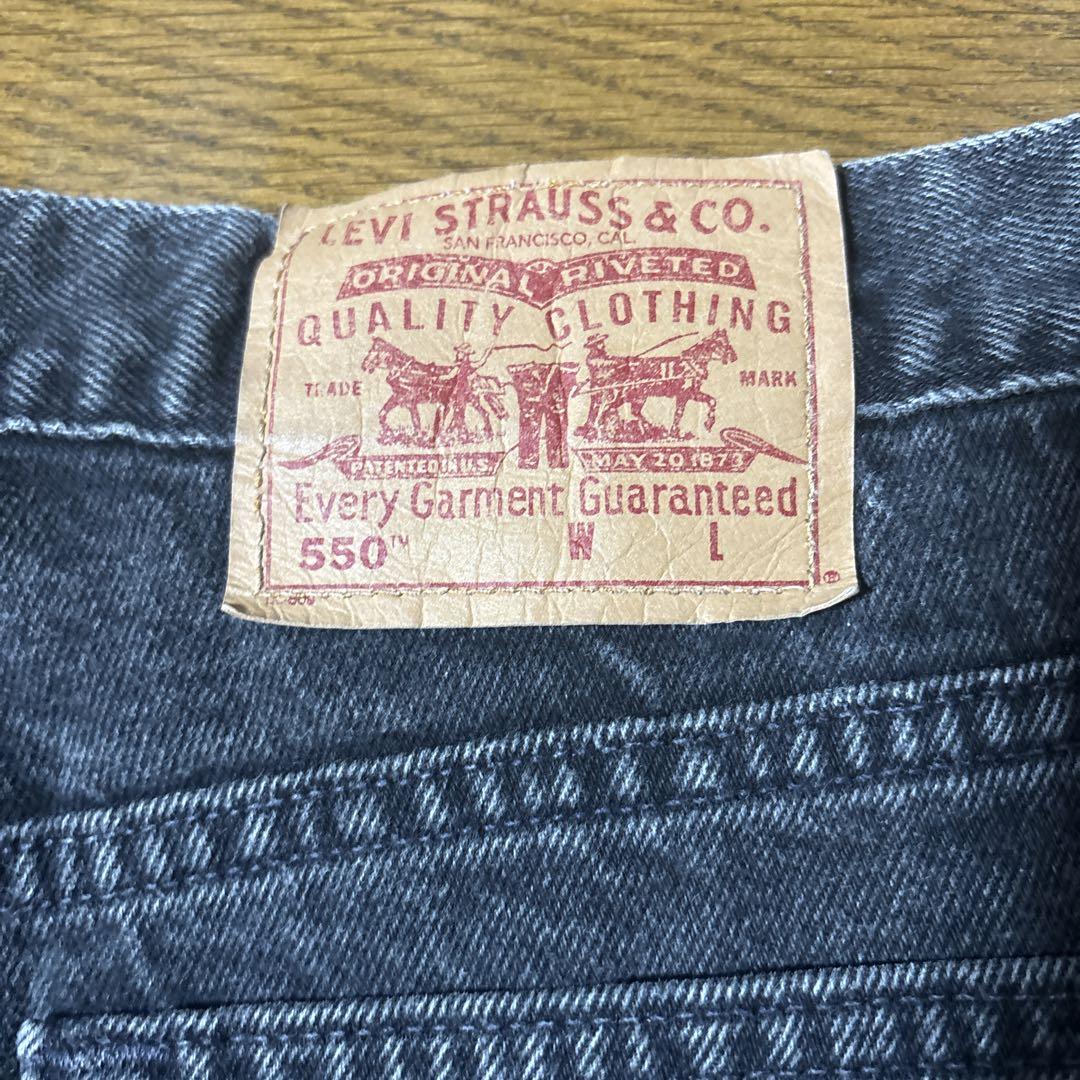 LEVI STRAUSS & CO.
SAN FRANCISCO, CAL.
ORIGINAL RIVETED
QUALITY CLOTHING
TRADE MARK
PATENTED IN U.S. MAY 20 1873
Every Garment Guaranteed
550™ W L
®